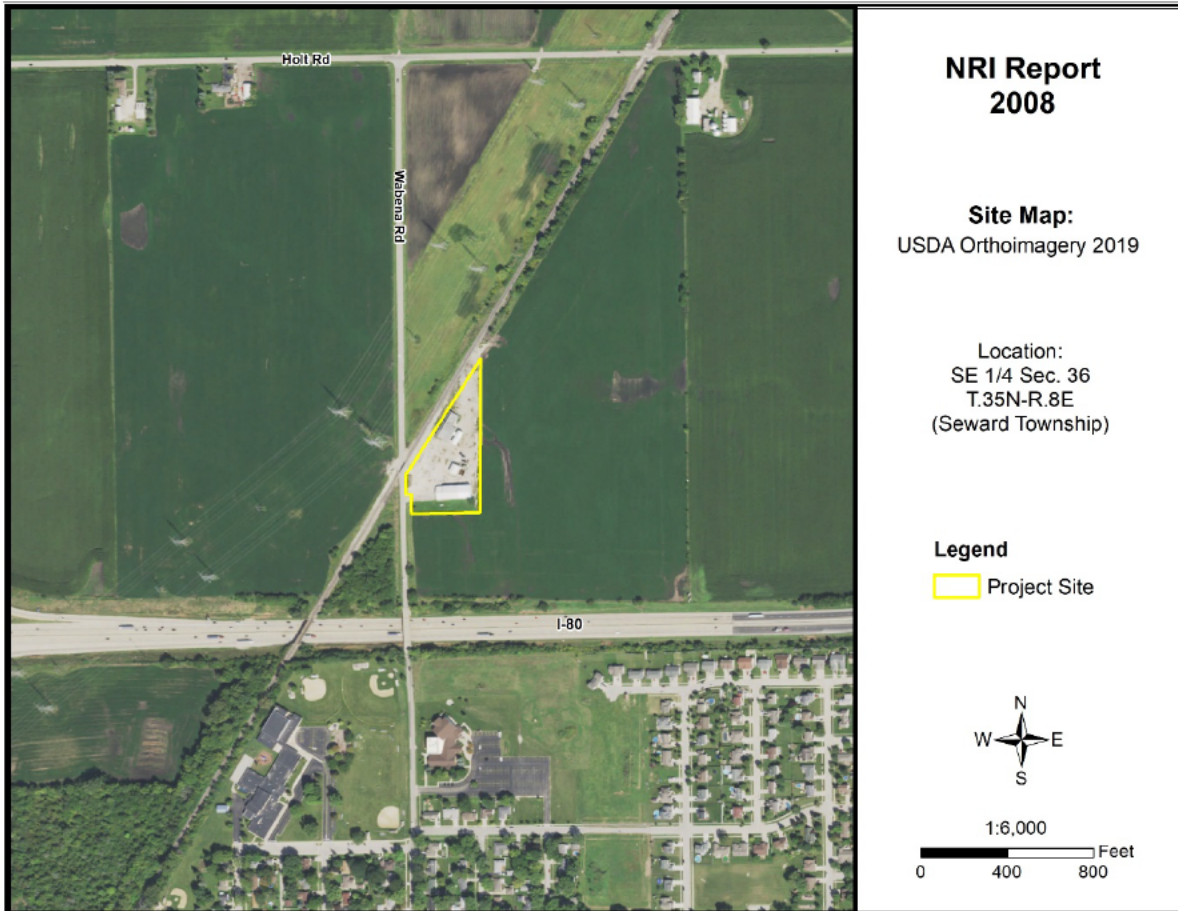 Holt Rd
Wabena Rd
I-80
NRI Report
2008
Site Map:
USDA Orthoimagery 2019
Location:
SE 1/4 Sec. 36
T.35N-R.8E
(Seward Township)
Legend
Project Site
N
W E
S
1:6,000
Feet
0 400 800